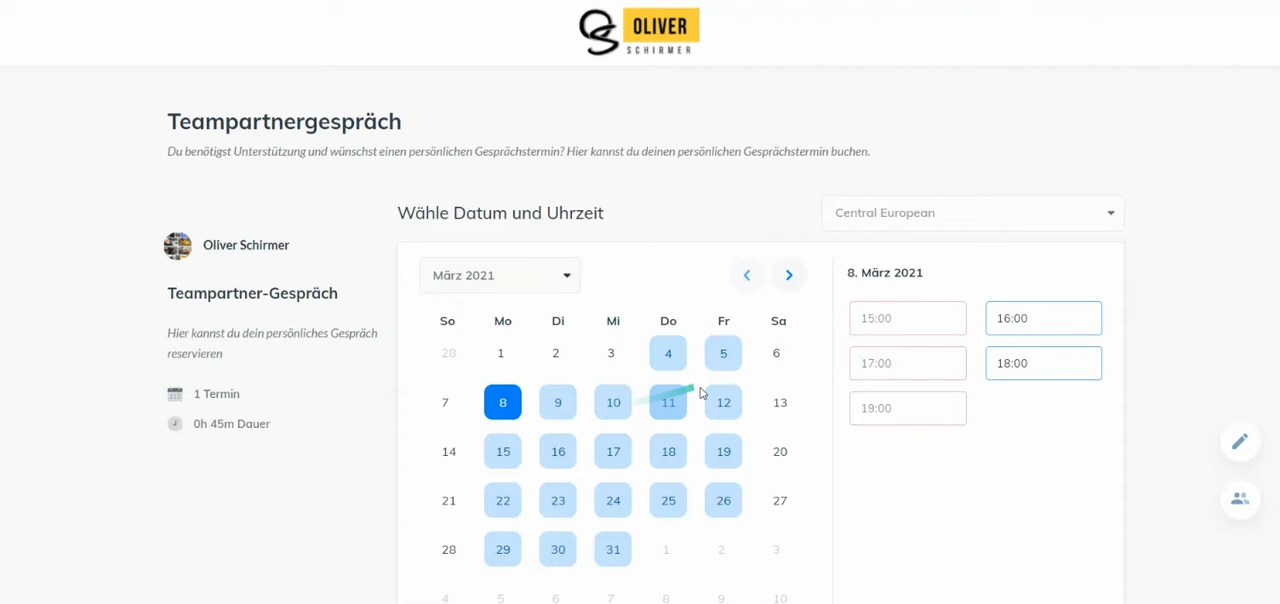 OS OLIVER
SCHIRMER
Teampartnergespräch
Du benötigst Unterstützung und wünschst einen persönlichen Gesprächstermin? Hier kannst du deinen persönlichen Gesprächstermin buchen.
Wähle Datum und Uhrzeit
Central European
Oliver Schirmer
Teampartner-Gespräch
Hier kannst du dein persönliches Gespräch
reservieren
1 Termin
0h 45m Dauer
März 2021
So Mo Di Mi Do Fr Sa
28 1 2 3 4 5 6
7 8 9 10 11 12 13
14 15 16 17 18 19 20
21 22 23 24 25 26 27
28 29 30 31 1 2 3
4 5 6 7 8 9 10
8. März 2021
15:00 16:00
17:00 18:00
19:00